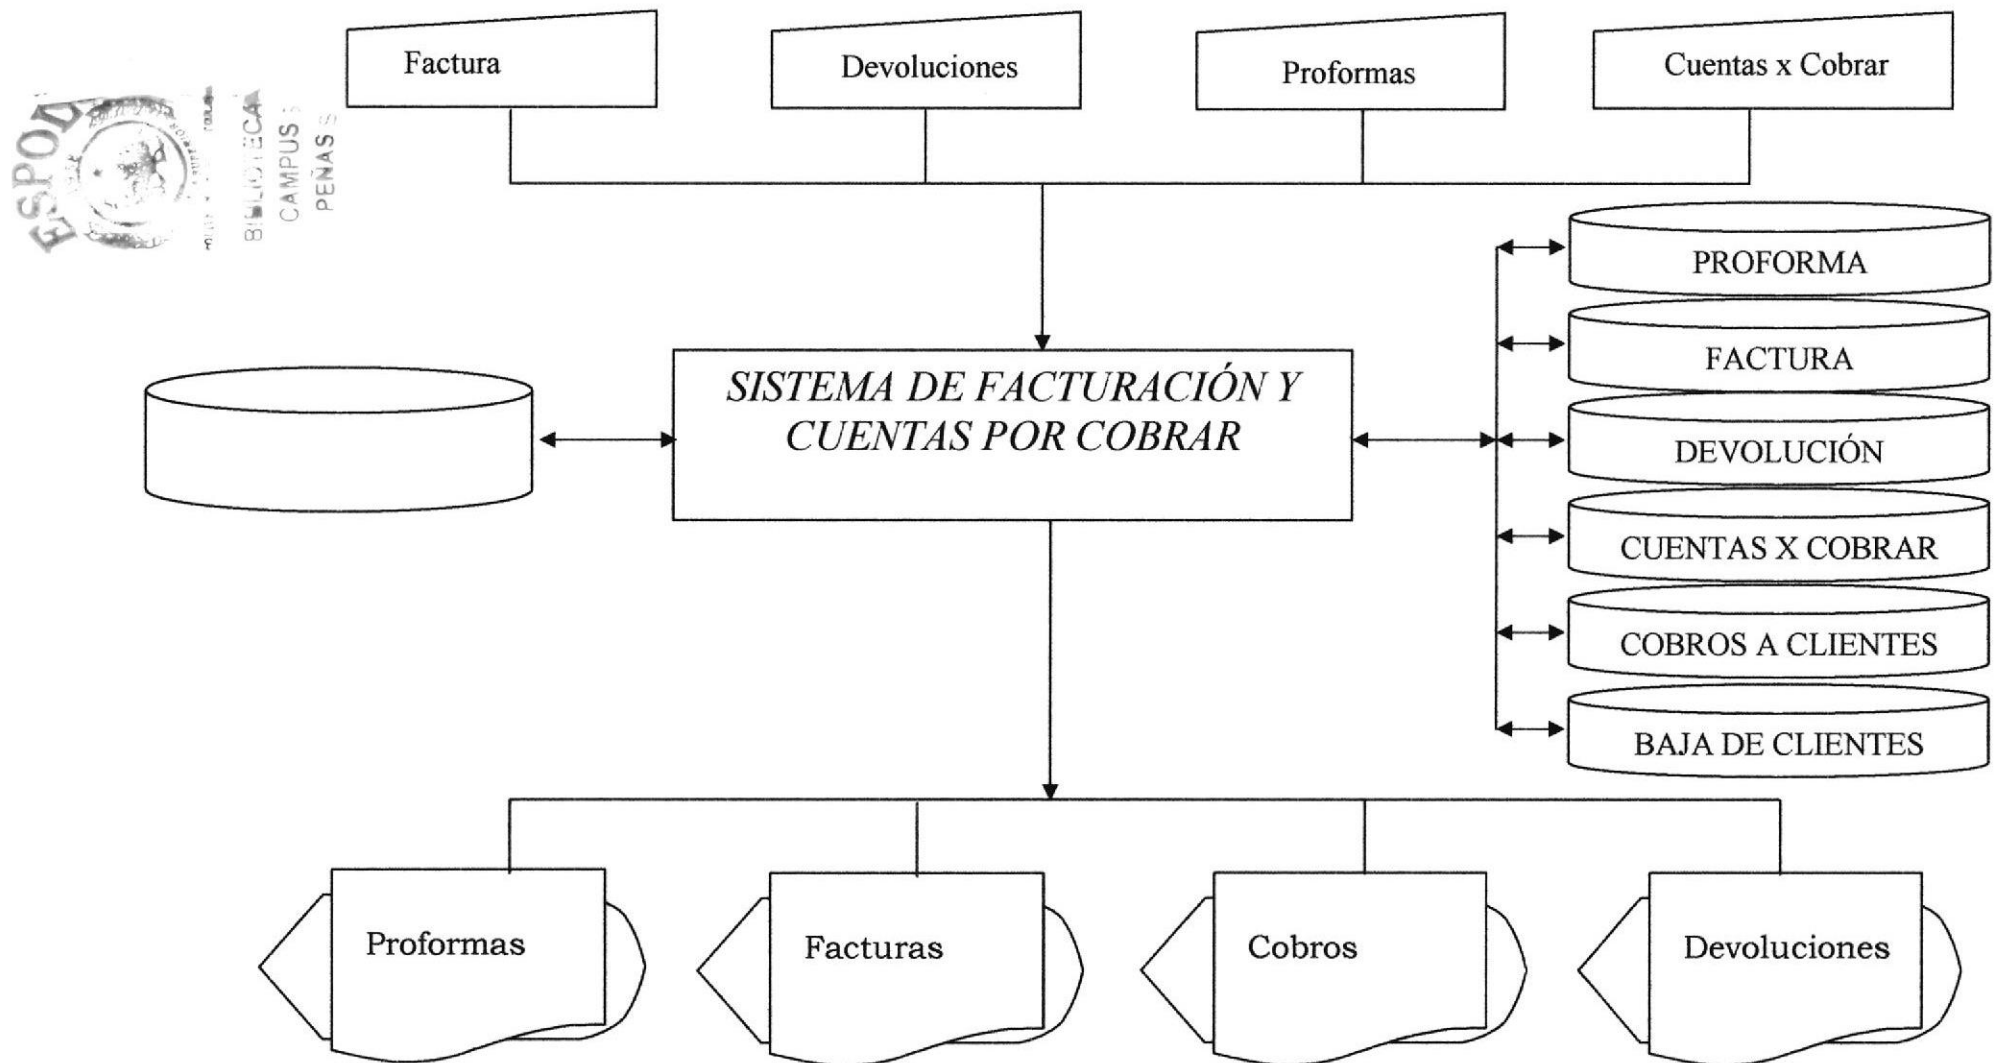 Factura
Devoluciones
Proformas
Cuentas x Cobrar
ESPOL
BIBLIOTECA
CAMPUS
PEÑAS
PROFORMA
FACTURA
DEVOLUCIÓN
CUENTAS X COBRAR
COBROS A CLIENTES
BAJA DE CLIENTES
SISTEMA DE FACTURACIÓN Y
CUENTAS POR COBRAR
Proformas
Facturas
Cobros
Devoluciones